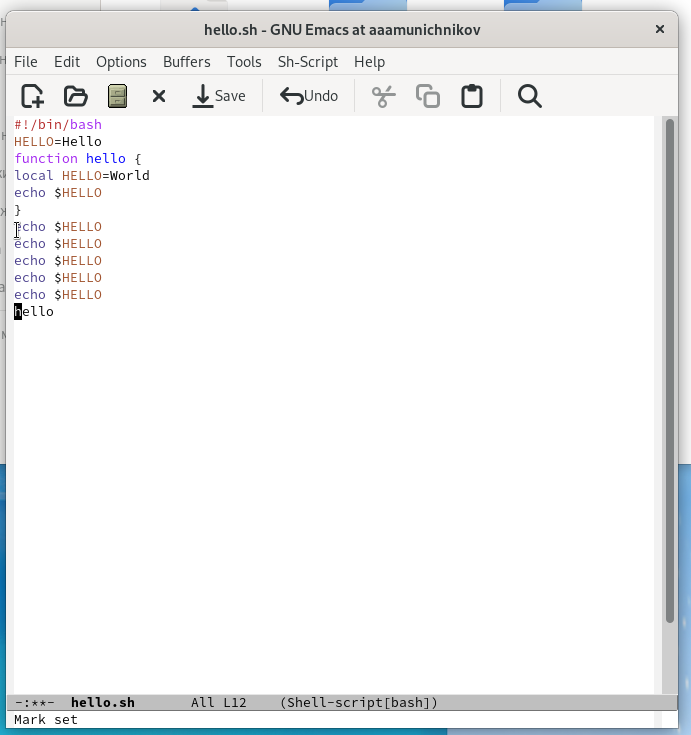 hello.sh - GNU Emacs at aaamunichnikov
File Edit Options Buffers Tools Sh-Script Help
Save Undo
#!/bin/bash
HELLO=Hello
function hello {
local HELLO=World
echo $HELLO
}
echo $HELLO
echo $HELLO
echo $HELLO
echo $HELLO
echo $HELLO
hello
-:**- hello.sh All L12 (Shell-script[bash])
Mark set